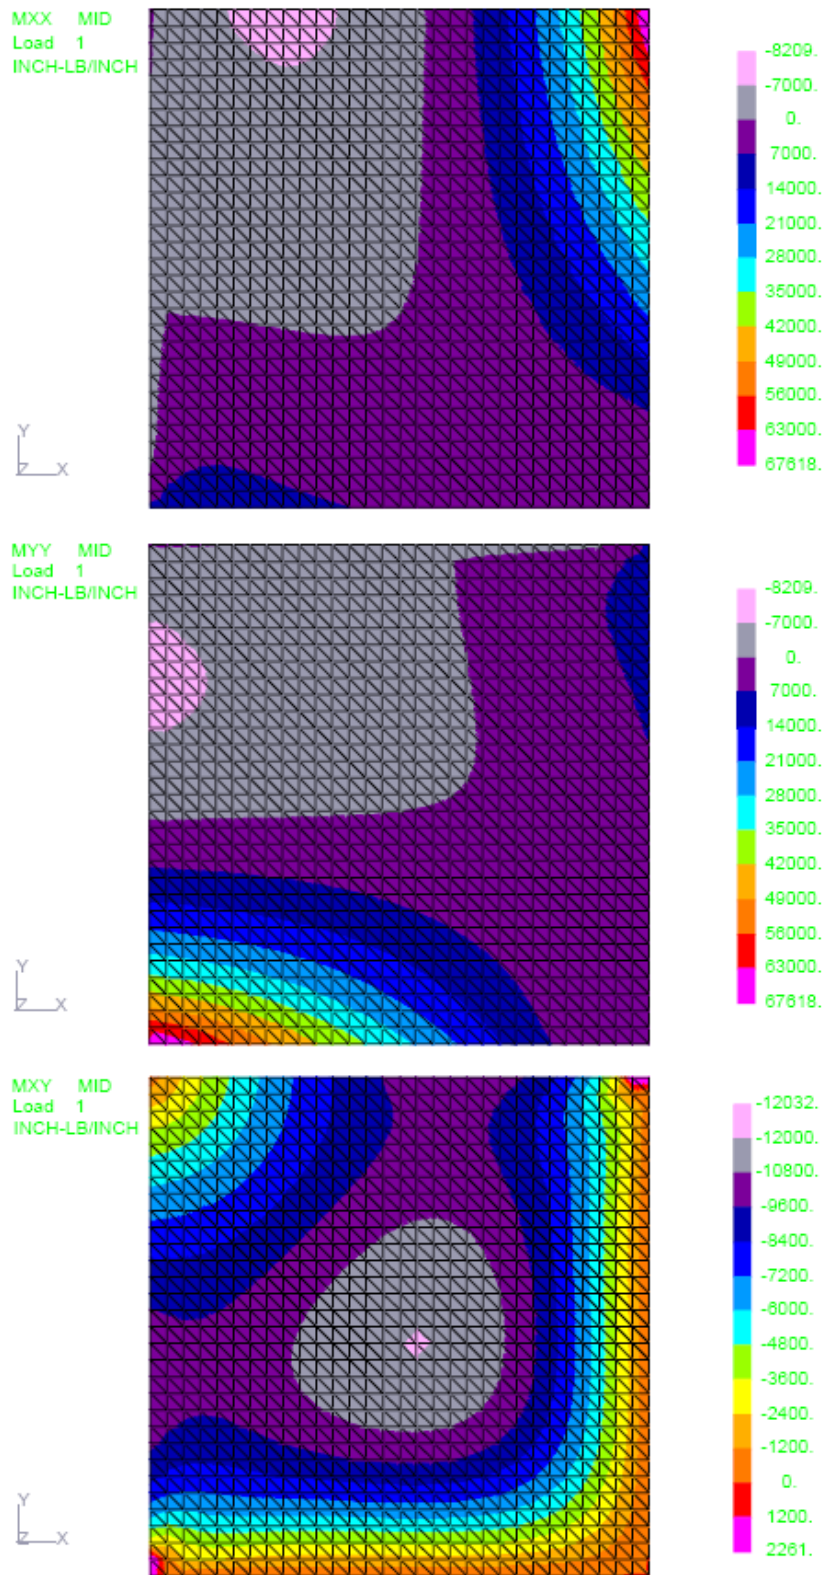 MXX MID
Load 1
INCH-LB/INCH
-8209.
-7000.
0.
7000.
14000.
21000.
28000.
35000.
42000.
49000.
56000.
63000.
67618.
Y
Z X
MYY MID
Load 1
INCH-LB/INCH
-8209.
-7000.
0.
7000.
14000.
21000.
28000.
35000.
42000.
49000.
56000.
63000.
67618.
Y
Z X
MXY MID
Load 1
INCH-LB/INCH
-12032.
-12000.
-10800.
-9600.
-8400.
-7200.
-6000.
-4800.
-3600.
-2400.
-1200.
0.
1200.
2261.
Y
Z X